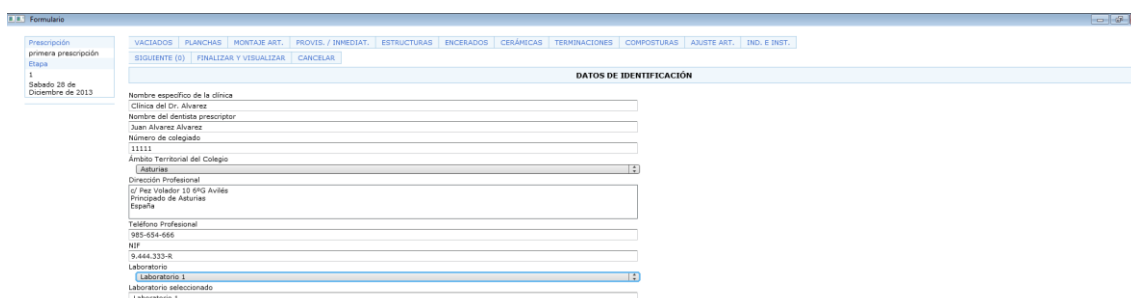 Formulario
Prescripción
primera prescripción
Etapa
1
Sabado 28 de
Diciembre de 2013
VACIADOS PLANCHAS MONTAJE ART. PROVIS. / INMEDIAT. ESTRUCTURAS ENCERADOS CERÁMICAS TERMINACIONES COMPOSTURAS AJUSTE ART. IND. E INST.
SIGUIENTE (0) FINALIZAR Y VISUALIZAR CANCELAR
DATOS DE IDENTIFICACIÓN
Nombre especifico de la clínica
Clínica del Dr. Alvarez
Nombre del dentista prescriptor
Juan Alvarez Alvarez
Número de colegiado
11111
Ámbito Territorial del Colegio
Asturias
Dirección Profesional
c/ Pez Volador 10 6ºG Avilés
Principado de Asturias
España
Teléfono Profesional
985-654-666
NIF
9.444.333-R
Laboratorio
Laboratorio 1
Laboratorio seleccionado
Laboratorio 1